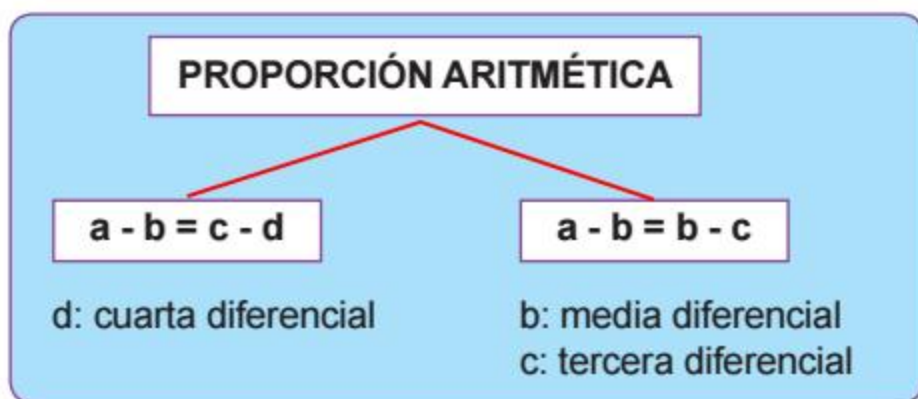 PROPORCIÓN ARITMÉTICA
a - b = c - d
d: cuarta diferencial
a - b = b - c
b: media diferencial
c: tercera diferencial